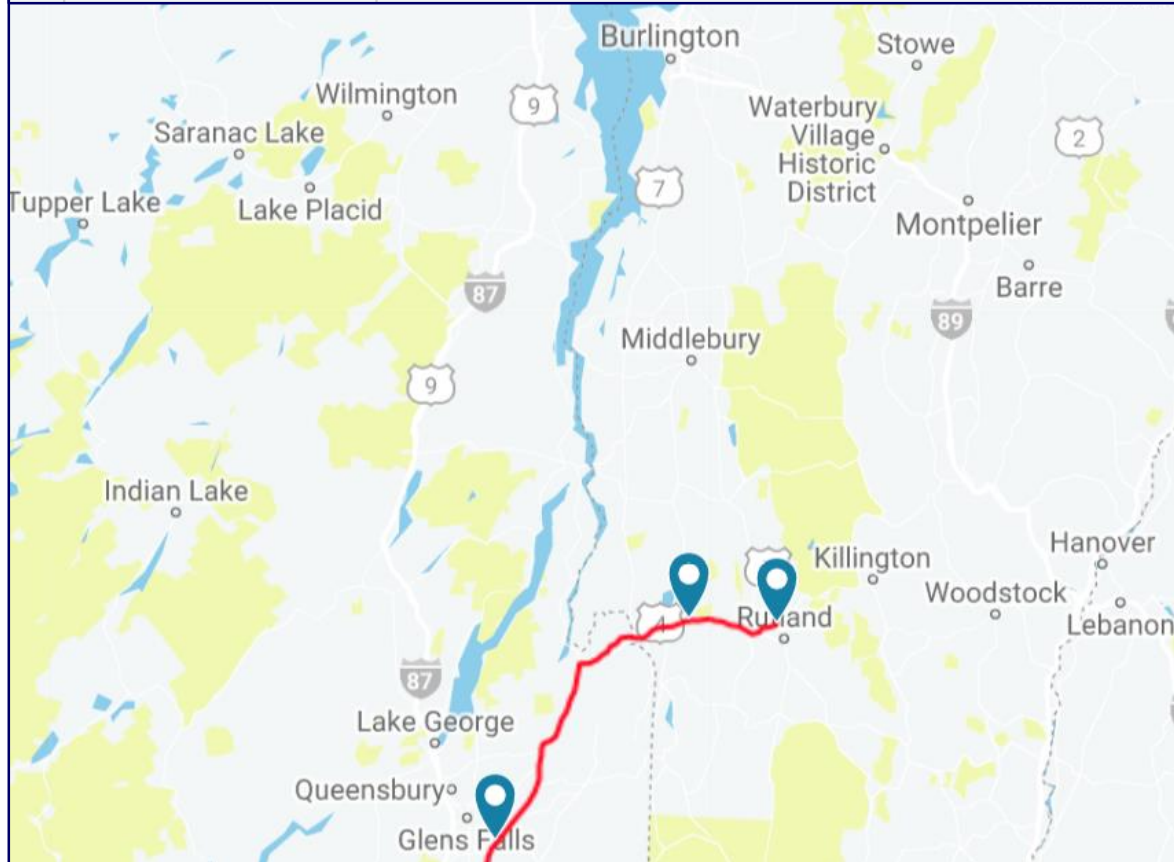 Burlington
Stowe
Wilmington
9
Waterbury
Village
Historic
District
2
Saranac Lake
7
Tupper Lake
Lake Placid
Montpelier
Barre
87
89
Middlebury
9
Indian Lake
Hanover
Killington
Woodstock
4
Rutland
Lebanon
87
Lake George
Queensbury
Glens Falls